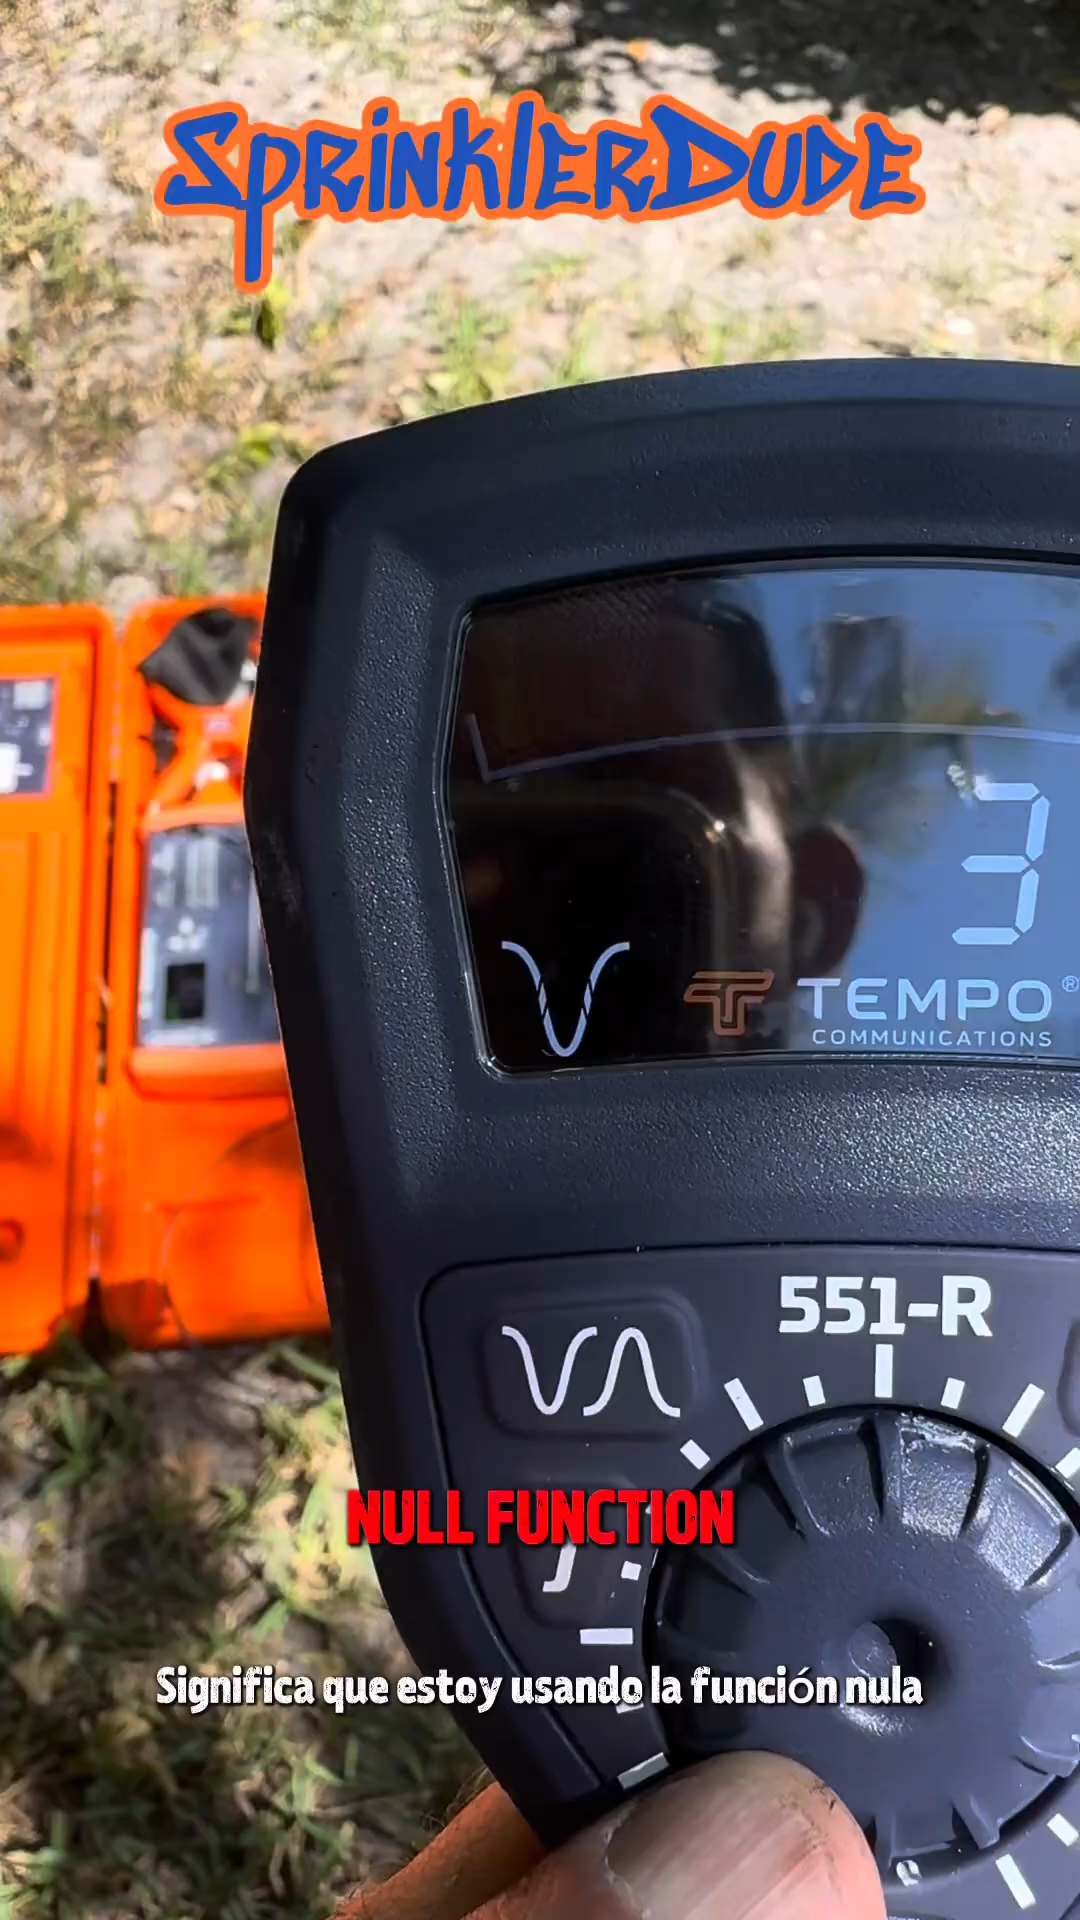 SPRINKLERDUDE
3
TEMPO®
COMMUNICATIONS
551-R
NULL FUNCTION
Significa que estoy usando la función nula